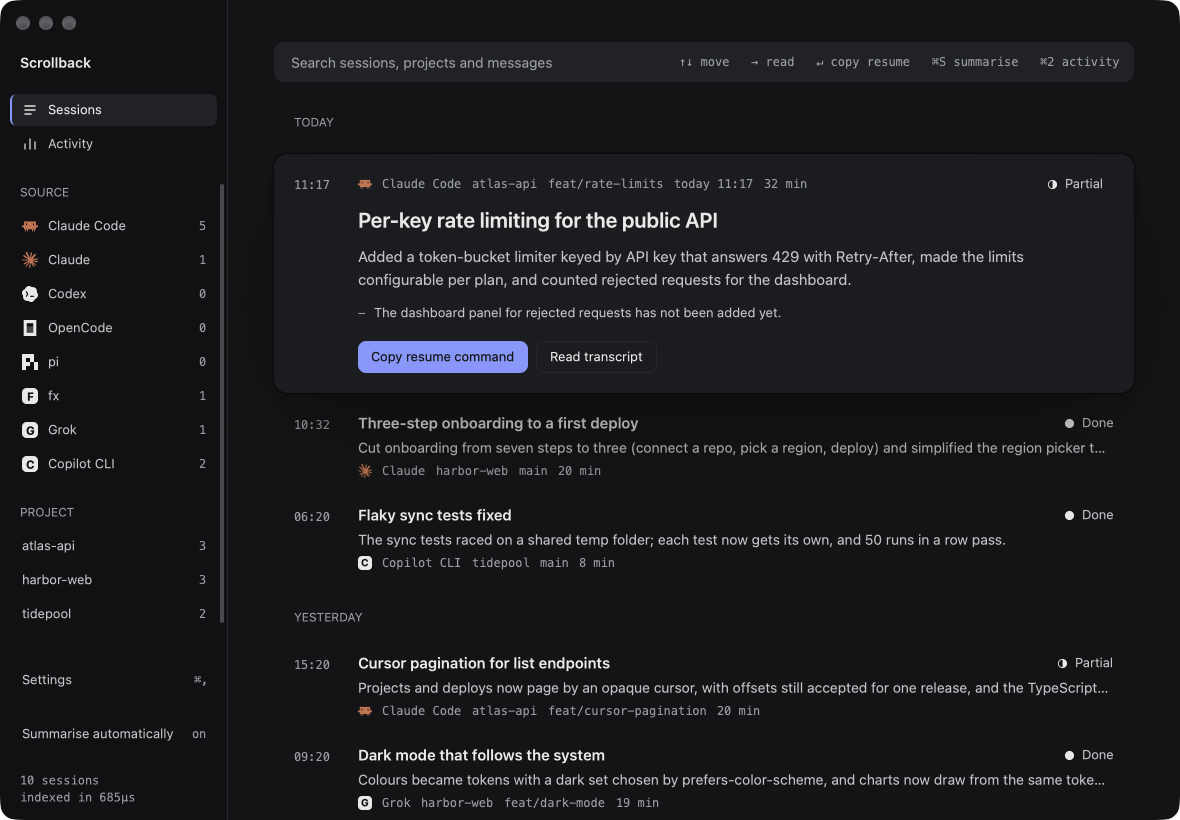 Scrollback
Sessions
Activity
SOURCE
Claude Code 5
Claude 1
Codex 0
OpenCode 0
pi 0
F fx 1
G Grok 1
C Copilot CLI 2
PROJECT
atlas-api 3
harbor-web 3
tidepool 2
Settings ⌘,
Summarise automatically on
10 sessions
indexed in 685µs
Search sessions, projects and messages ↑↓ move → read ↵ copy resume ⌘S summarise ⌘2 activity
TODAY
11:17 Claude Code atlas-api feat/rate-limits today 11:17 32 min Partial
Per-key rate limiting for the public API
Added a token-bucket limiter keyed by API key that answers 429 with Retry-After, made the limits
configurable per plan, and counted rejected requests for the dashboard.
– The dashboard panel for rejected requests has not been added yet.
Copy resume command Read transcript
10:32 Three-step onboarding to a first deploy Done
Cut onboarding from seven steps to three (connect a repo, pick a region, deploy) and simplified the region picker t...
Claude harbor-web main 20 min
06:20 Flaky sync tests fixed Done
The sync tests raced on a shared temp folder; each test now gets its own, and 50 runs in a row pass.
C Copilot CLI tidepool main 8 min
YESTERDAY
15:20 Cursor pagination for list endpoints Partial
Projects and deploys now page by an opaque cursor, with offsets still accepted for one release, and the TypeScript...
Claude Code atlas-api feat/cursor-pagination 20 min
09:20 Dark mode that follows the system Done
Colours became tokens with a dark set chosen by prefers-color-scheme, and charts now draw from the same toke...
G Grok harbor-web feat/dark-mode 19 min